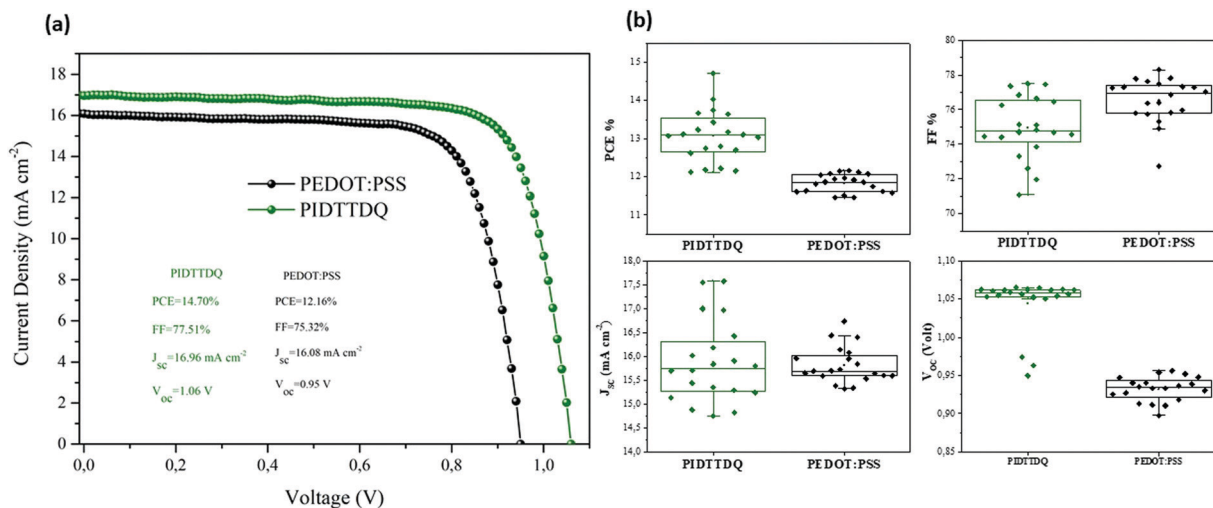 (a)
18
16
14
12
10
8
6
4
2
0
Current Density (mA cm-2)
PEDOT:PSS
PIDTTDQ
PIDTTDQ
PCE=14.70%
FF=77.51%
Jsc=16.96 mA cm-2
Voc=1.06 V
PEDOT:PSS
PCE=12.16%
FF=75.32%
Jsc=16.08 mA cm-2
Voc=0.95 V
0,0 0,2 0,4 0,6 0,8 1,0
Voltage (V)
(b)
15
14
13
12
11
PCE %
PIDTTDQ PEDOT:PSS
80
78
76
74
72
70
FF %
PIDTTDQ PEDOT:PSS
18,0
17,5
17,0
16,5
16,0
15,5
15,0
14,5
14,0
JSC (mA cm-2)
PIDTTDQ PEDOT:PSS
1,10
1,05
1,00
0,95
0,90
0,85
VOC (Volt)
PIDTTDQ PEDOT:PSS